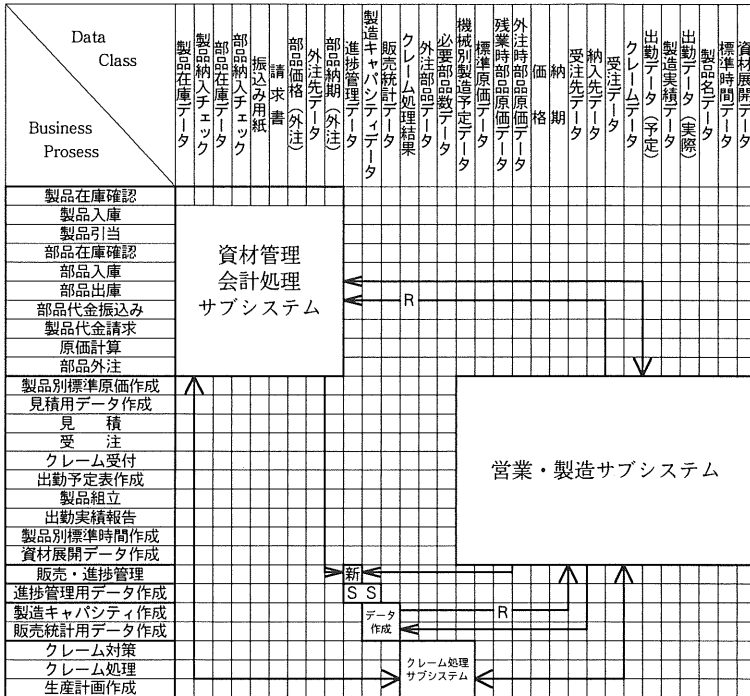 Data
Class
Business
Prosess
製品在庫データ
製品納入チェック
部品在庫データ
部品納入チェック
振込み用紙
請求書
部品価格（外注）
外注先データ
部品納期（外注）
進捗管理データ
製造キャパシティデータ
販売統計データ
クレーム処理結果
外注部品データ
必要部品数データ
機械別製造予定データ
標準原価データ
残業時部品原価データ
外注時部品原価データ
価格
納期
受注先データ
納入先データ
受注データ
クレームデータ
出勤データ（予定）
製造実績データ
出勤データ（実際）
製品名データ
標準時間データ
資材展開データ
製品在庫確認
製品入庫
製品引当
部品在庫確認
部品入庫
部品出庫
部品代金振込み
製品代金請求
原価計算
部品外注
製品別標準原価作成
見積用データ作成
見　積
受　注
クレーム受付
出勤予定表作成
製品組立
出勤実績報告
製品別標準時間作成
資材展開データ作成
販売・進捗管理
進捗管理用データ作成
製造キャパシティ作成
販売統計用データ作成
クレーム対策
クレーム処理
生産計画作成
資材管理
会計処理
サブシステム
R
営業・製造サブシステム
新
S S
データ
作成
R
クレーム処理
サブシステム